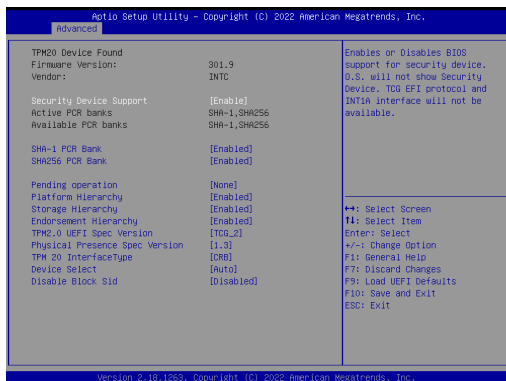 Aptio Setup Utility - Copyright (C) 2022 American Megatrends, Inc.
Advanced
TPM20 Device Found
Firmware Version: 301.9
Vendor: INTC
Security Device Support [Enable]
Active PCR banks SHA-1,SHA256
Available PCR banks SHA-1,SHA256
SHA-1 PCR Bank [Enabled]
SHA256 PCR Bank [Enabled]
Pending operation [None]
Platform Hierarchy [Enabled]
Storage Hierarchy [Enabled]
Endorsement Hierarchy [Enabled]
TPM2.0 UEFI Spec Version [TCG_2]
Physical Presence Spec Version [1.3]
TPM 20 InterfaceType [CRB]
Device Select [Auto]
Disable Block Sid [Disabled]
Enables or Disables BIOS
support for security device.
O.S. will not show Security
Device. TCG EFI protocol and
INT1A interface will not be
available.
↔: Select Screen
↑↓: Select Item
Enter: Select
+/-: Change Option
F1: General Help
F7: Discard Changes
F9: Load UEFI Defaults
F10: Save and Exit
ESC: Exit
Version 2.18.1263. Copyright (C) 2022 American Megatrends, Inc.